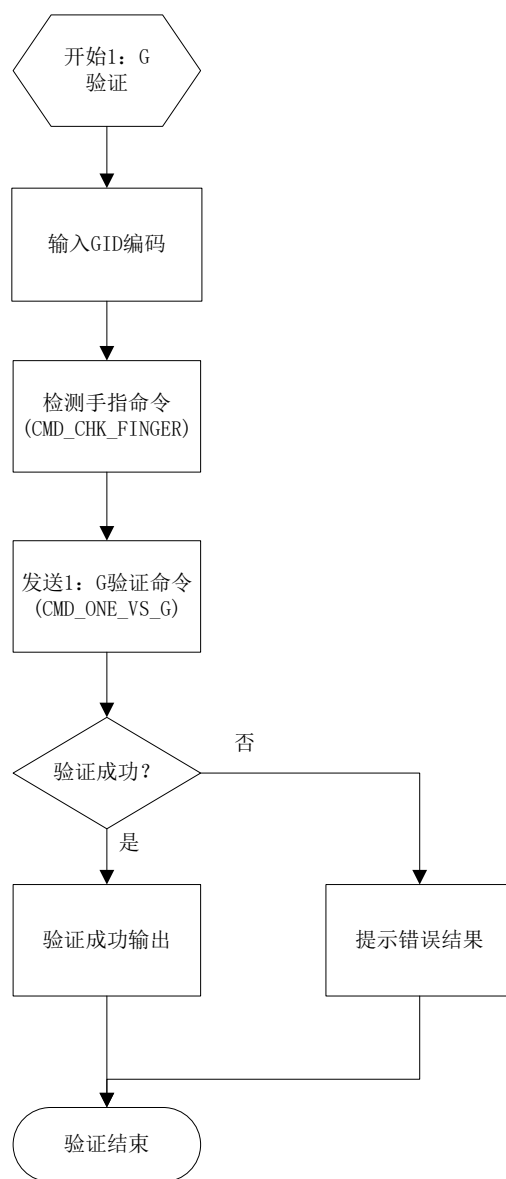 开始1：G
验证
输入GID编码
检测手指命令
(CMD_CHK_FINGER)
发送1：G验证命令
(CMD_ONE_VS_G)
验证成功？
否
是
验证成功输出
提示错误结果
验证结束